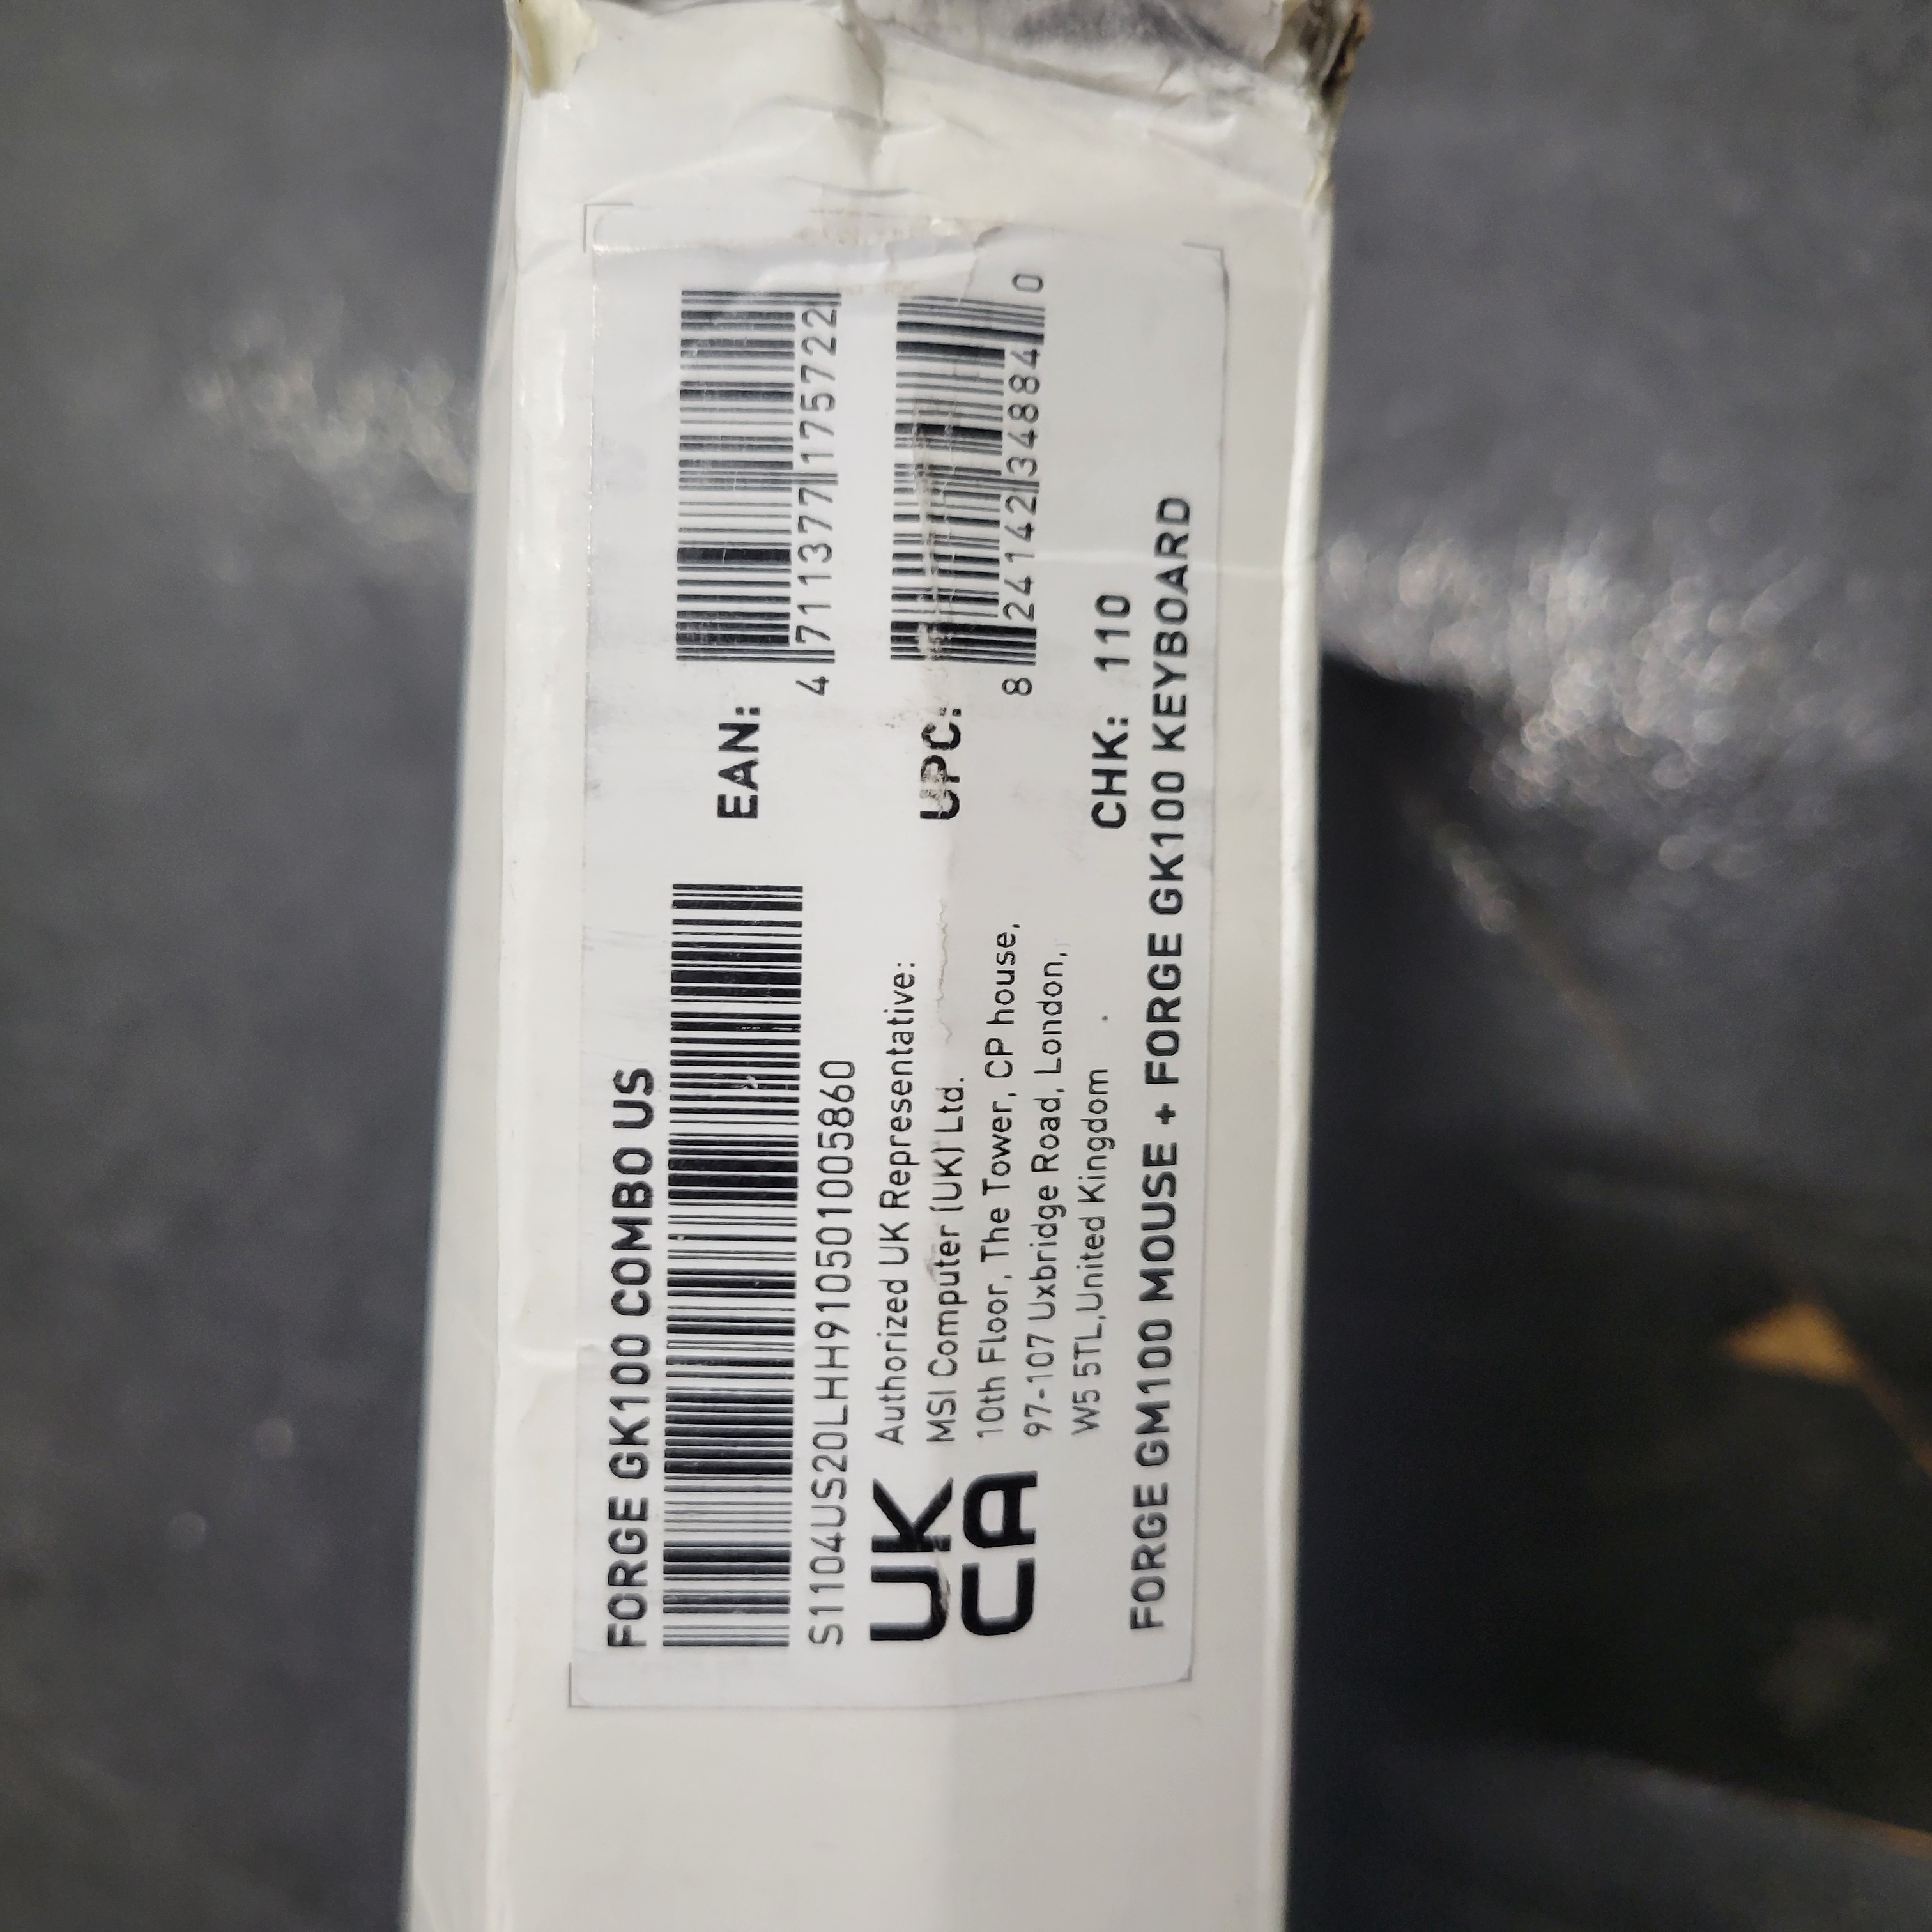 FORGE GK100 COMBO US
S1104US20LHH910501005860
EAN:
4 711377 175722
UPC:
8 24142 34884 0
UK
CA
Authorized UK Representative:
MSI Computer (UK) Ltd.
10th Floor, The Tower, CP house,
97-107 Uxbridge Road, London,
W5 5TL,United Kingdom
CHK: 110
FORGE GM100 MOUSE + FORGE GK100 KEYBOARD